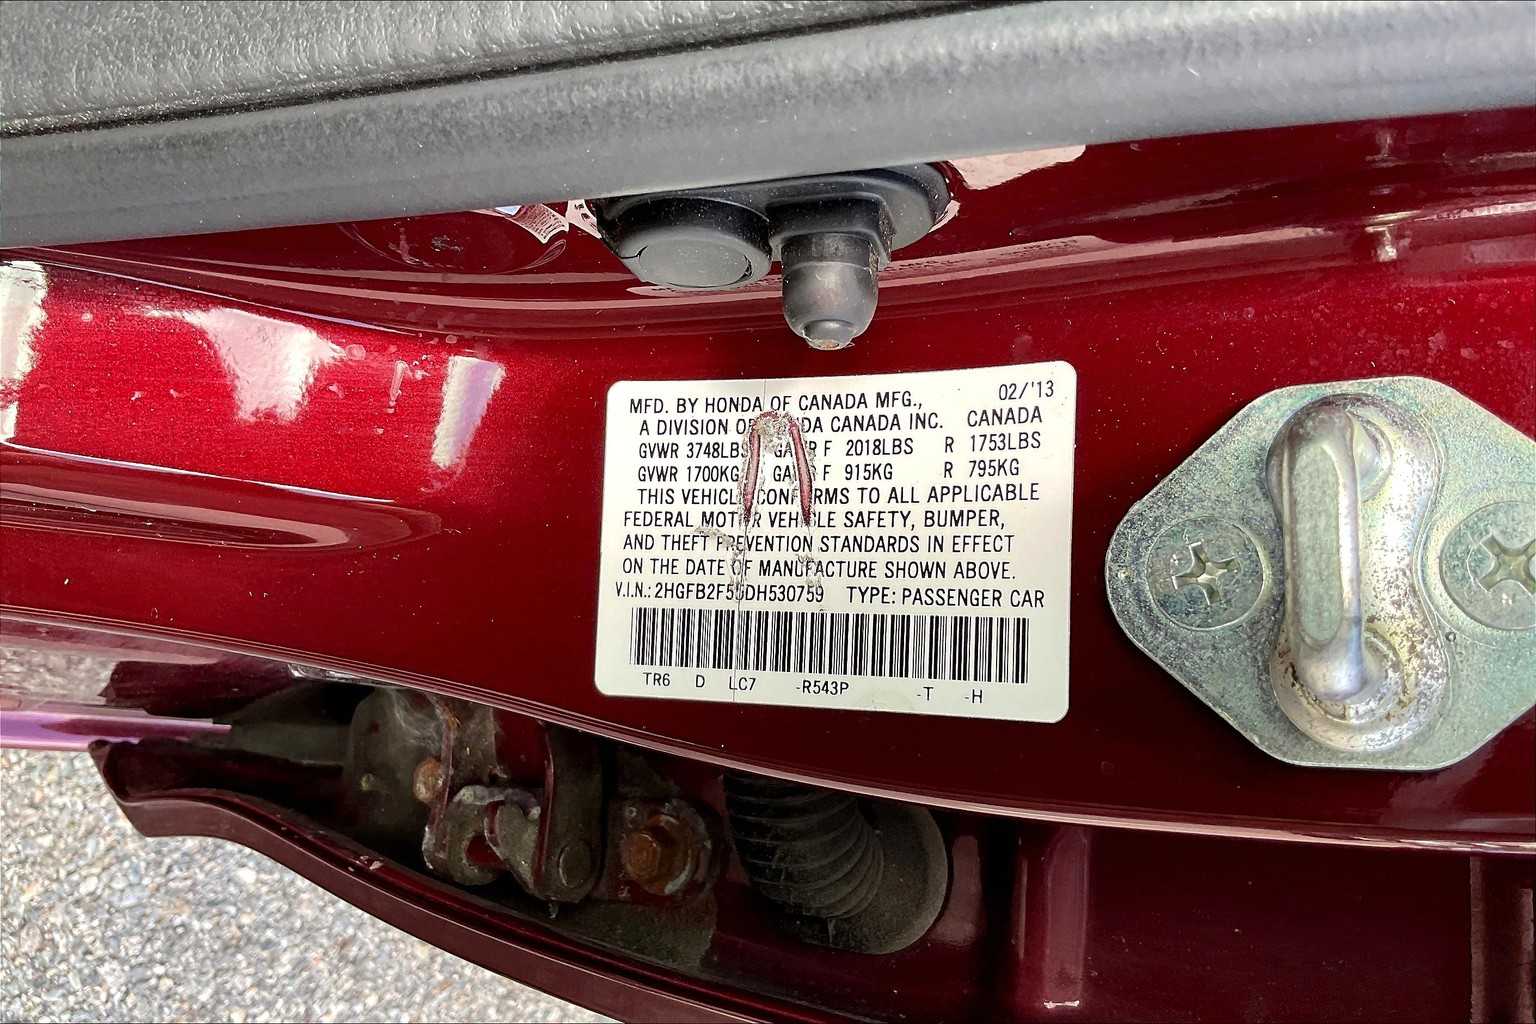 MFD. BY HONDA OF CANADA MFG., 02/'13
A DIVISION OF HONDA CANADA INC. CANADA
GVWR 3748LBS GAWR F 2018LBS R 1753LBS
GVWR 1700KG GAWR F 915KG R 795KG
THIS VEHICLE CONFORMS TO ALL APPLICABLE
FEDERAL MOTOR VEHICLE SAFETY, BUMPER,
AND THEFT PREVENTION STANDARDS IN EFFECT
ON THE DATE OF MANUFACTURE SHOWN ABOVE.
V.I.N.: TYPE: PASSENGER CAR
TR6 D LC7 -R543P -T -H